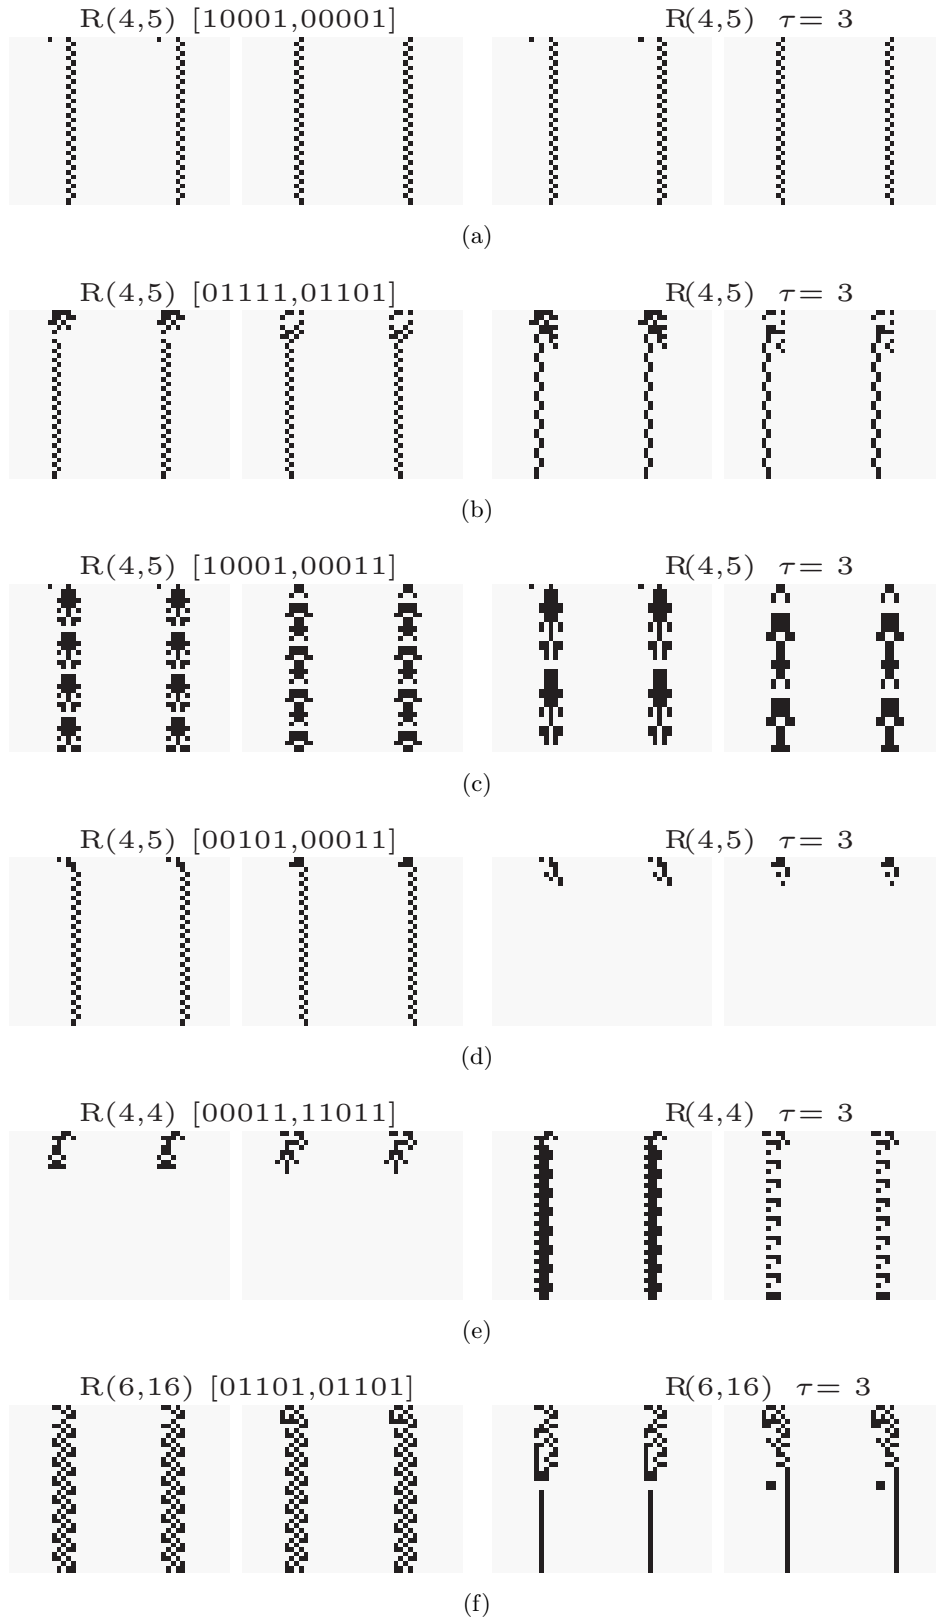 R(4,5) [10001,00001] R(4,5) τ= 3
(a)
R(4,5) [01111,01101] R(4,5) τ= 3
(b)
R(4,5) [10001,00011] R(4,5) τ= 3
(c)
R(4,5) [00101,00011] R(4,5) τ= 3
(d)
R(4,4) [00011,11011] R(4,4) τ= 3
(e)
R(6,16) [01101,01101] R(6,16) τ= 3
(f)